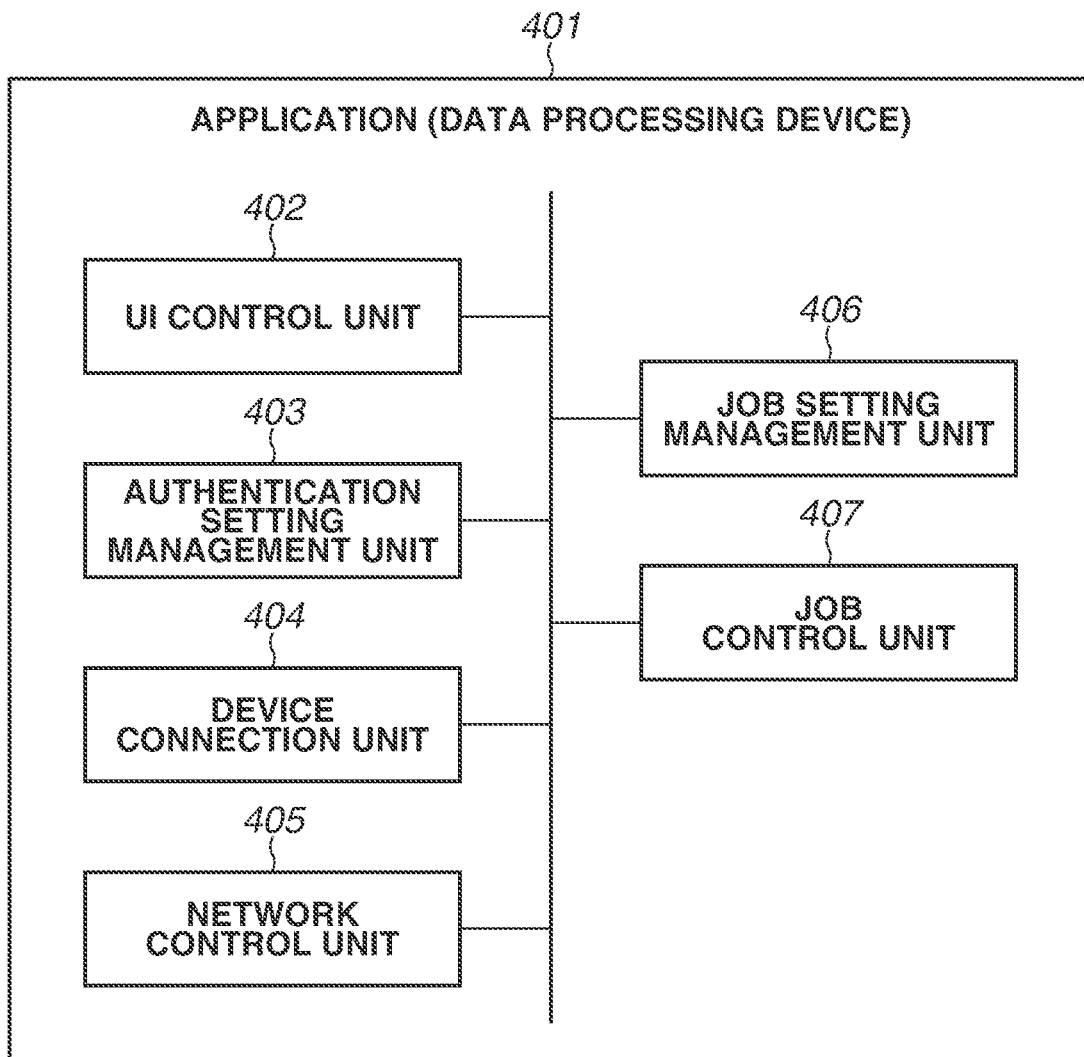 401
APPLICATION (DATA PROCESSING DEVICE)
402
UI CONTROL UNIT
403
AUTHENTICATION
SETTING
MANAGEMENT UNIT
404
DEVICE
CONNECTION UNIT
405
NETWORK
CONTROL UNIT
406
JOB SETTING
MANAGEMENT UNIT
407
JOB
CONTROL UNIT